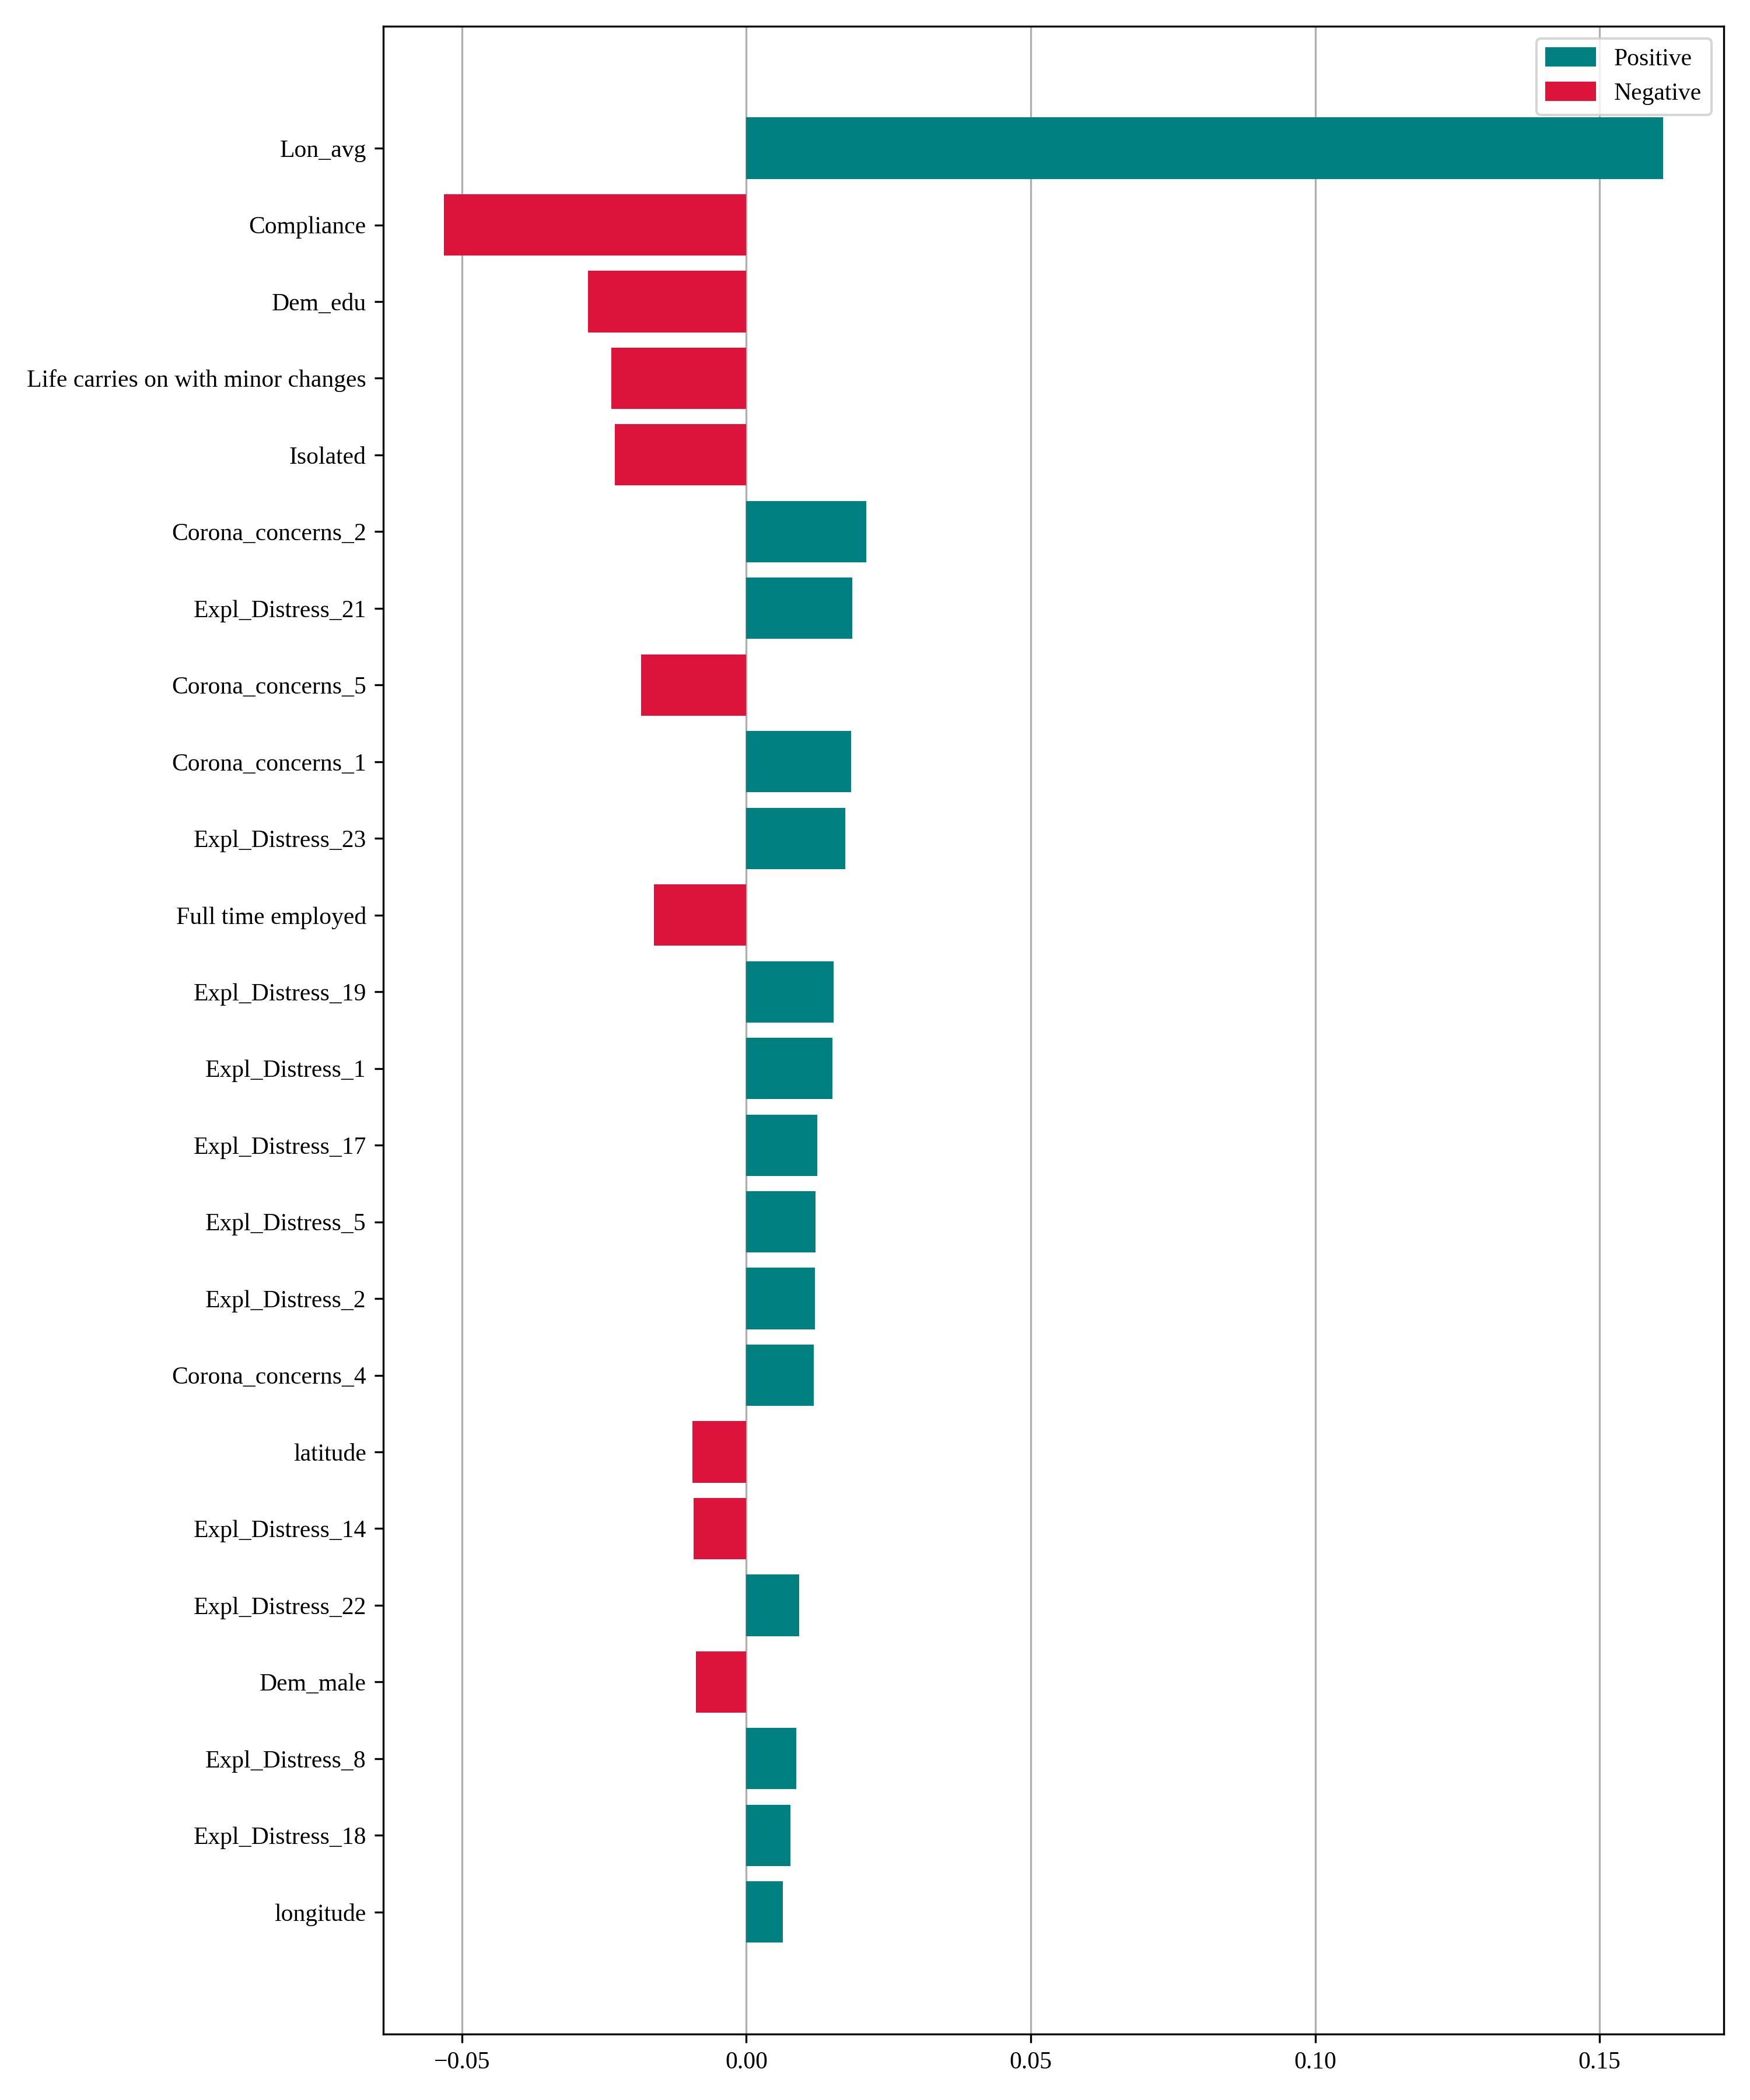 Positive
Negative
Lon_avg
Compliance
Dem_edu
Life carries on with minor changes
Isolated
Corona_concerns_2
Expl_Distress_21
Corona_concerns_5
Corona_concerns_1
Expl_Distress_23
Full time employed
Expl_Distress_19
Expl_Distress_1
Expl_Distress_17
Expl_Distress_5
Expl_Distress_2
Corona_concerns_4
latitude
Expl_Distress_14
Expl_Distress_22
Dem_male
Expl_Distress_8
Expl_Distress_18
longitude
−0.05 0.00 0.05 0.10 0.15